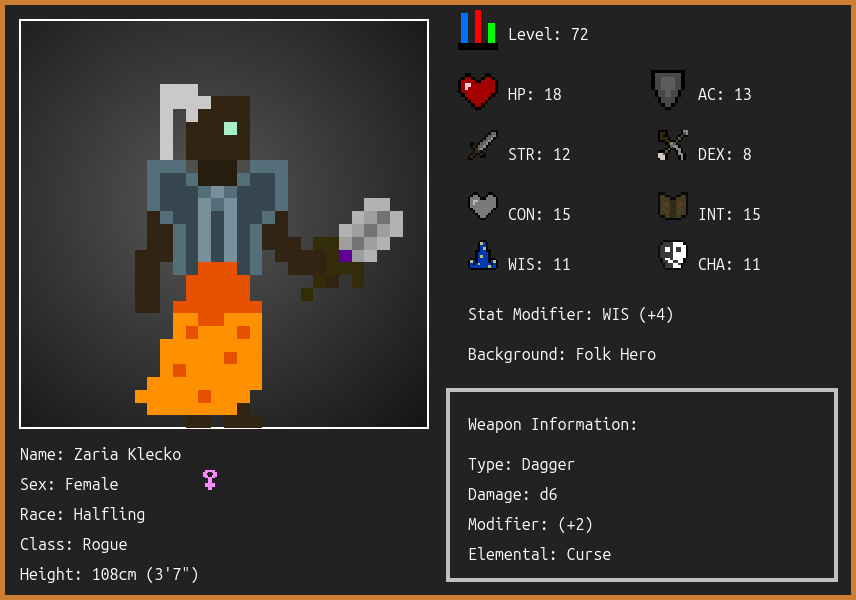 Level: 72
HP: 18
AC: 13
STR: 12
DEX: 8
CON: 15
INT: 15
WIS: 11
CHA: 11
Stat Modifier: WIS (+4)
Background: Folk Hero
Weapon Information:
Type: Dagger
Damage: d6
Modifier: (+2)
Elemental: Curse
Name: Zaria Klecko
Sex: Female
Race: Halfling
Class: Rogue
Height: 108cm (3'7")